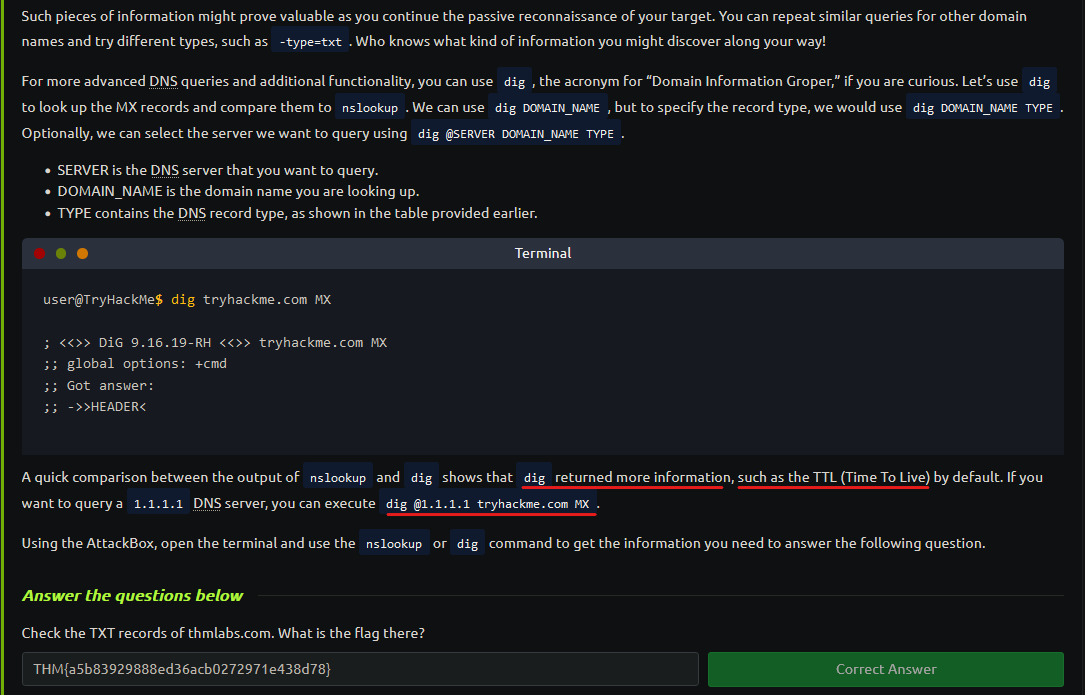 Such pieces of information might prove valuable as you continue the passive reconnaissance of your target. You can repeat similar queries for other domain
names and try different types, such as -type=txt . Who knows what kind of information you might discover along your way!
For more advanced DNS queries and additional functionality, you can use dig , the acronym for “Domain Information Groper,” if you are curious. Let’s use dig
to look up the MX records and compare them to nslookup . We can use dig DOMAIN_NAME , but to specify the record type, we would use dig DOMAIN_NAME TYPE .
Optionally, we can select the server we want to query using dig @SERVER DOMAIN_NAME TYPE .
• SERVER is the DNS server that you want to query.
• DOMAIN_NAME is the domain name you are looking up.
• TYPE contains the DNS record type, as shown in the table provided earlier.
Terminal
user@TryHackMe$ dig tryhackme.com MX
; <<>> DiG 9.16.19-RH <<>> tryhackme.com MX
;; global options: +cmd
;; Got answer:
;; ->>HEADER<
A quick comparison between the output of nslookup and dig shows that dig returned more information, such as the TTL (Time To Live) by default. If you
want to query a 1.1.1.1 DNS server, you can execute dig @1.1.1.1 tryhackme.com MX .
Using the AttackBox, open the terminal and use the nslookup or dig command to get the information you need to answer the following question.
Answer the questions below
Check the TXT records of thmlabs.com. What is the flag there?
THM{a5b83929888ed36acb0272971e438d78}
Correct Answer